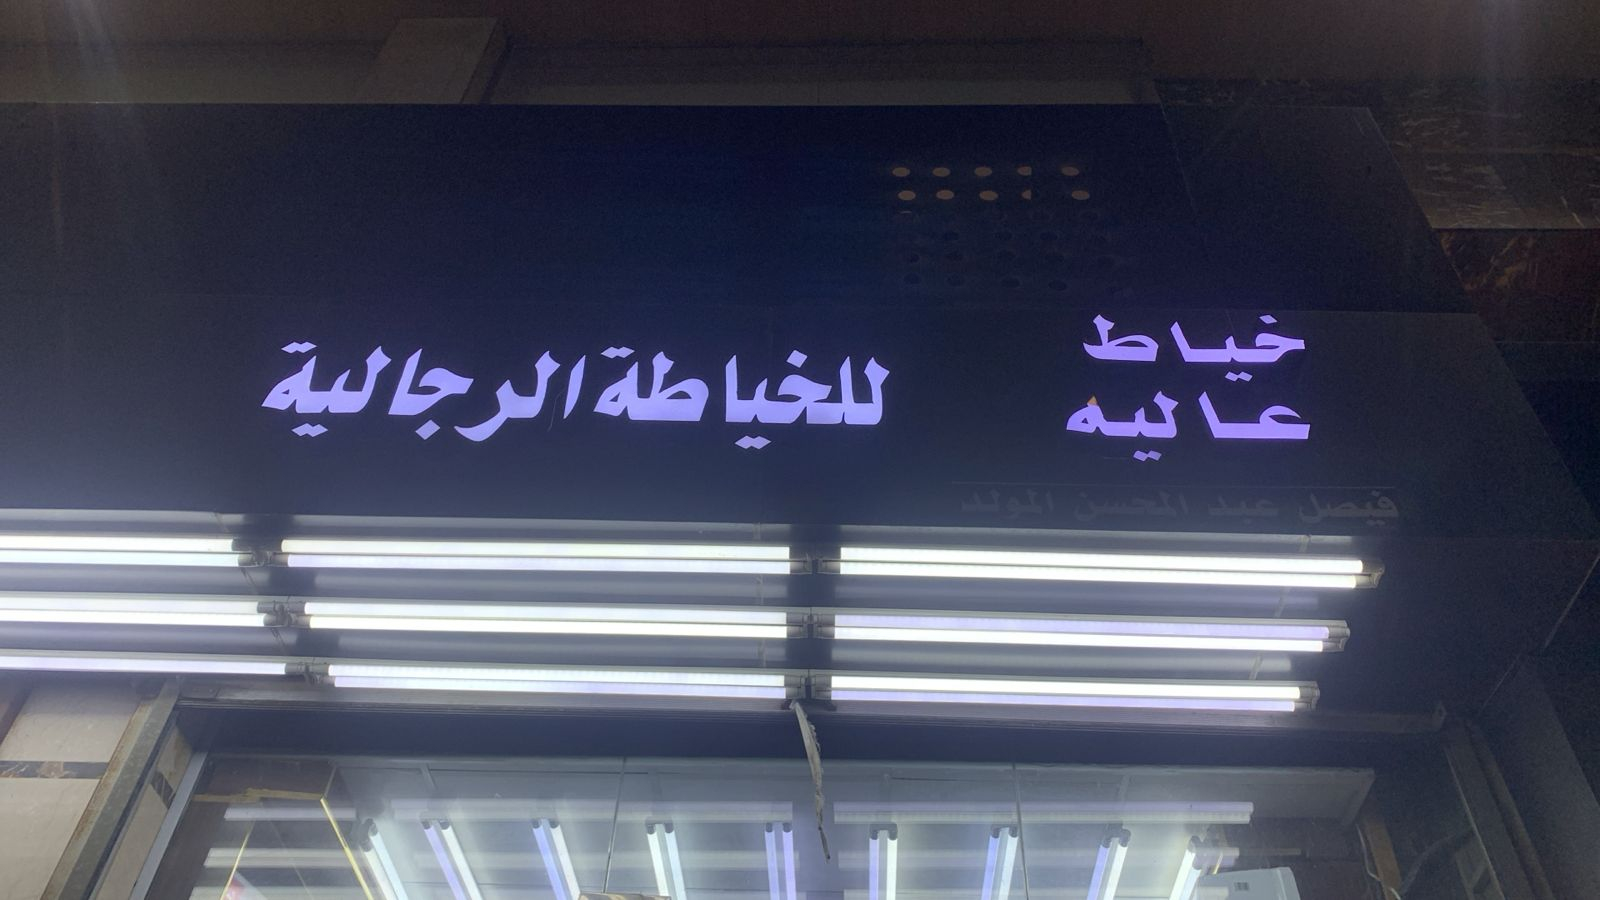 خياط
عاليه
للخياطة الرجالية
فيصل عبد المحسن المولد